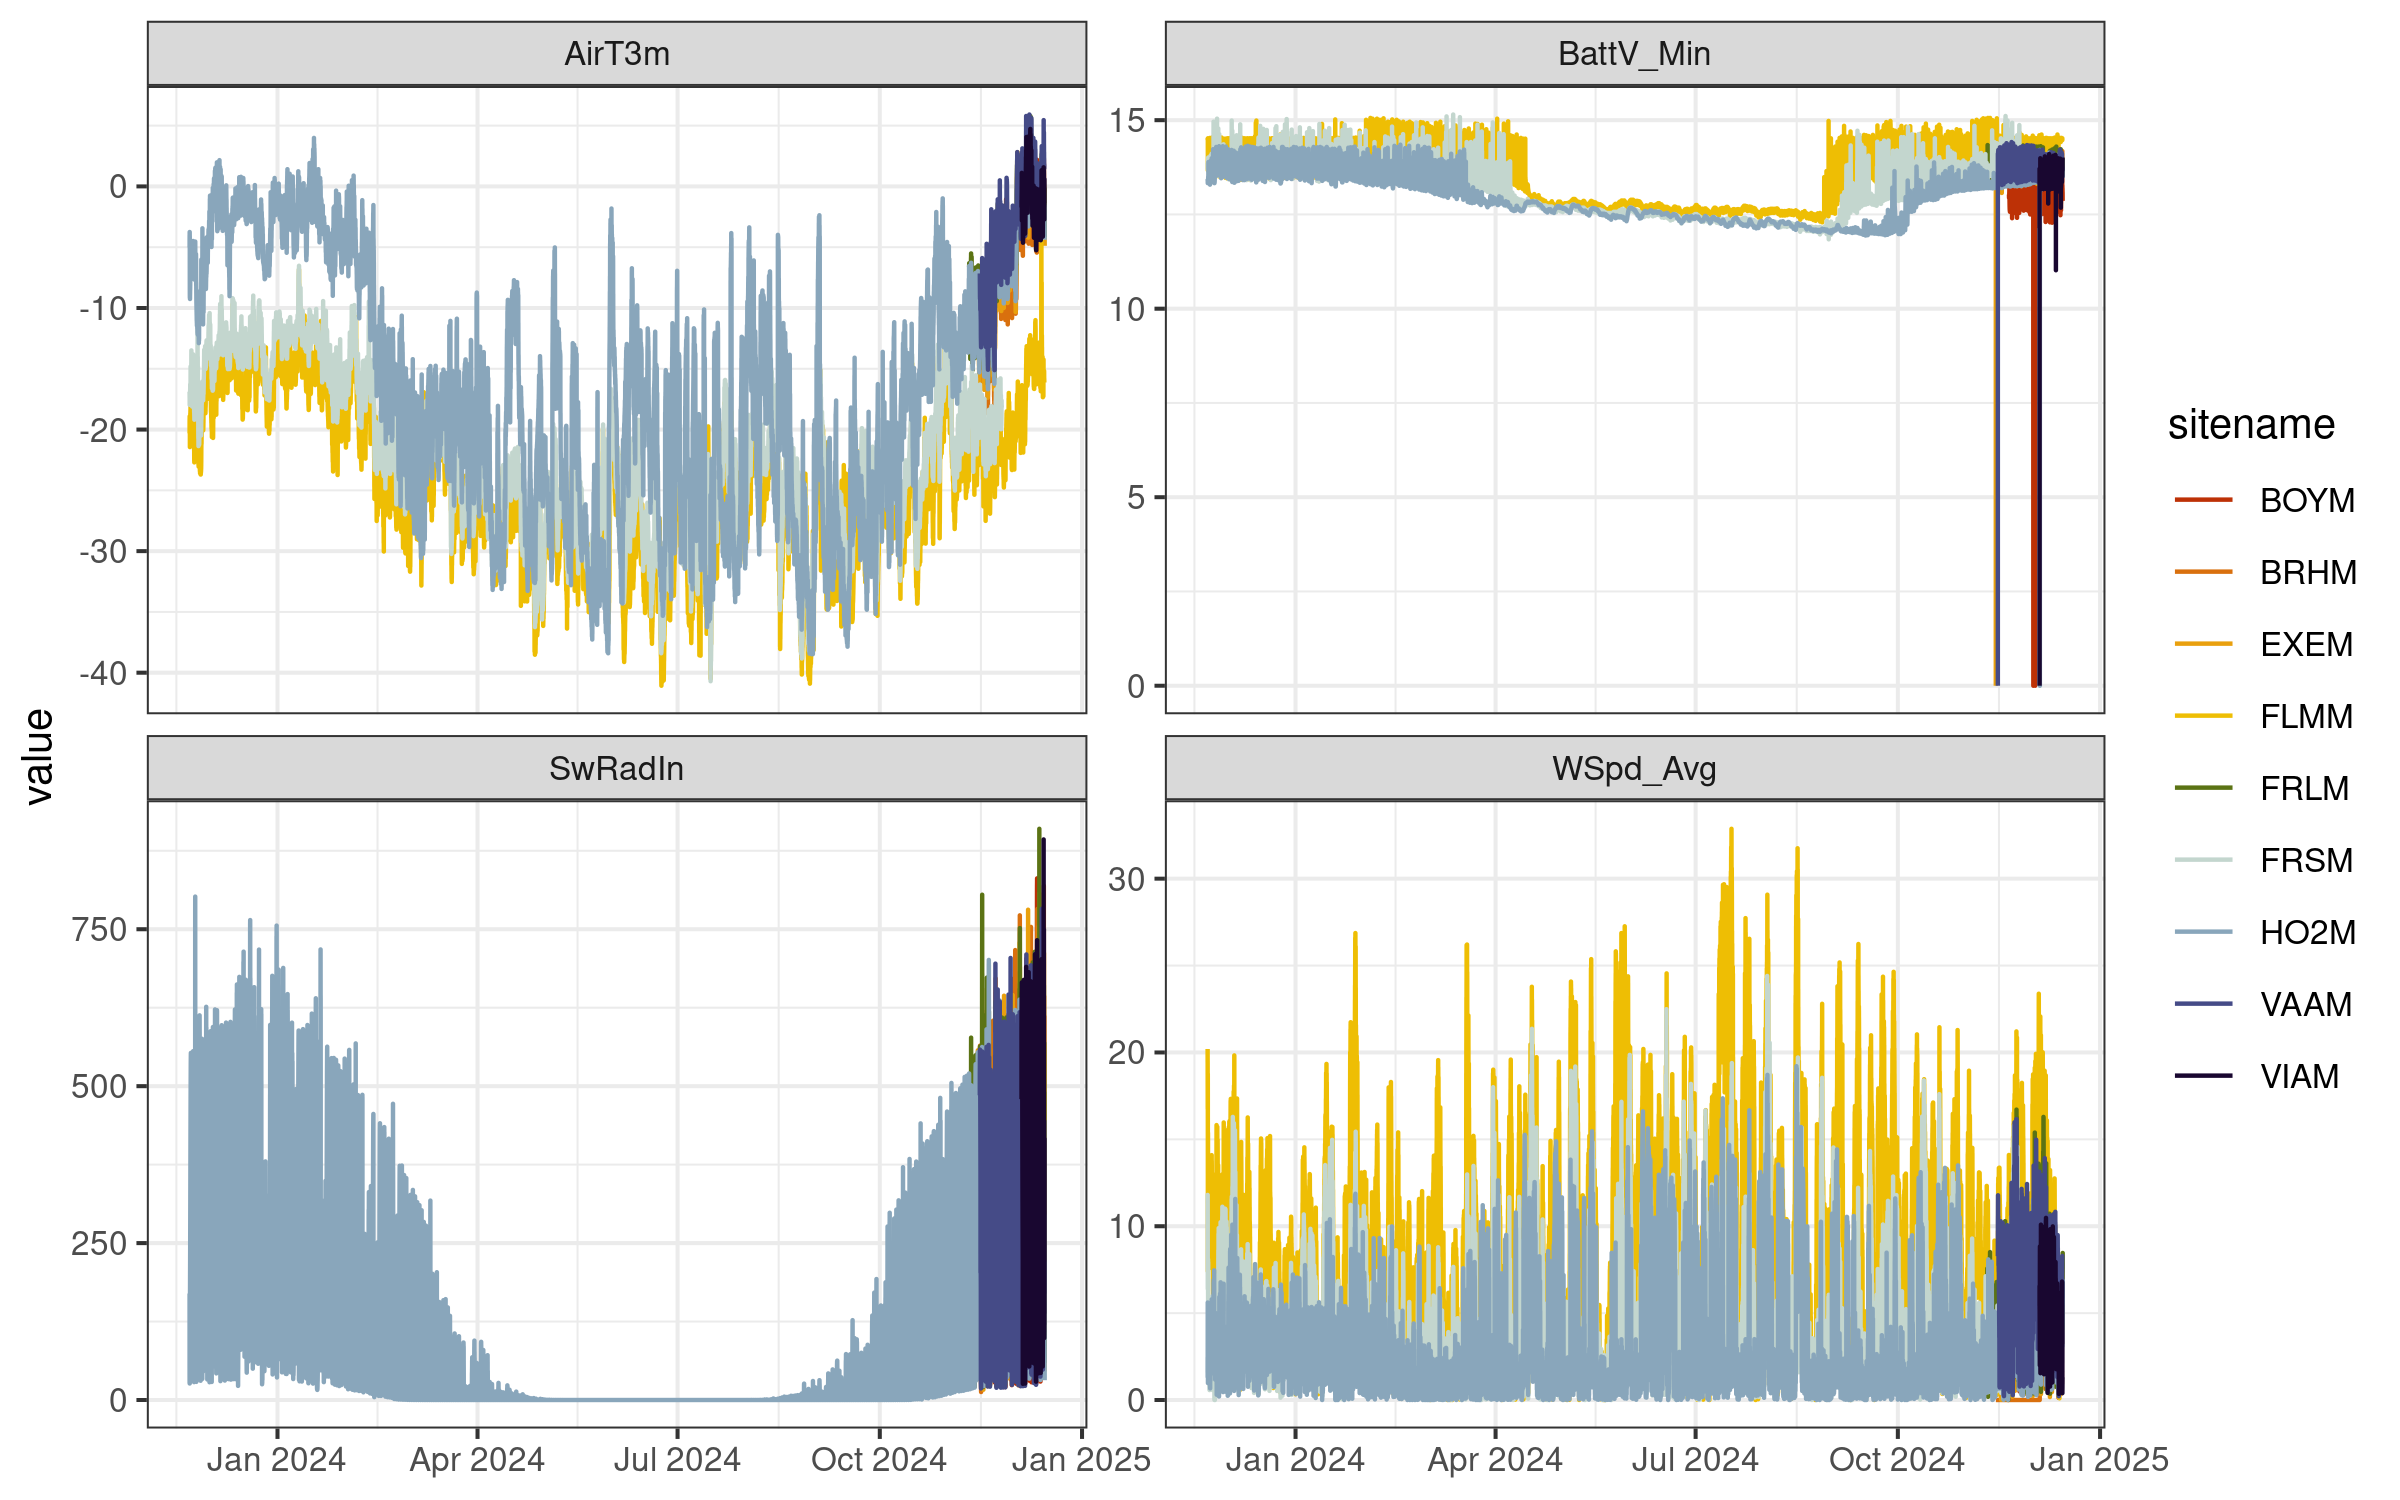 AirT3m
BattV_Min
0
-10
-20
-30
-40
15
10
5
0
SwRadIn
WSpd_Avg
750
500
250
0
30
20
10
0
Jan 2024 Apr 2024 Jul 2024 Oct 2024 Jan 2025
Jan 2024 Apr 2024 Jul 2024 Oct 2024 Jan 2025
value
sitename
BOYM
BRHM
EXEM
FLMM
FRLM
FRSM
HO2M
VAAM
VIAM